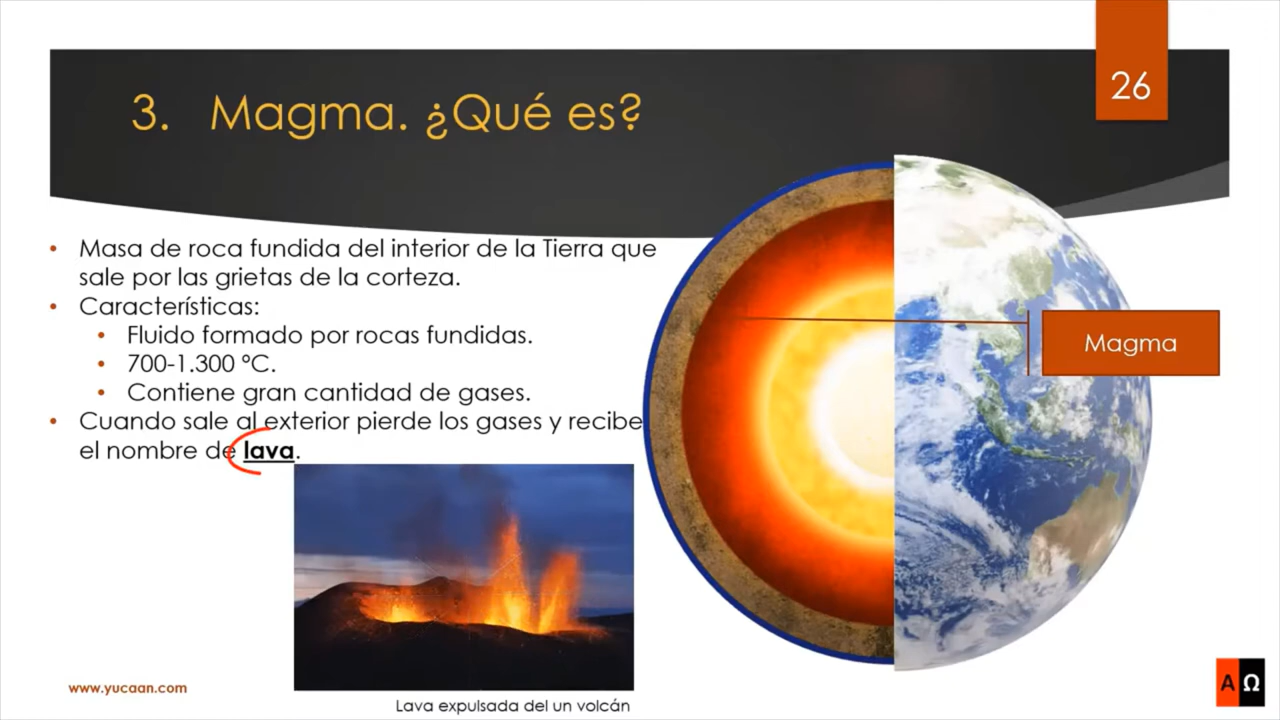 26
3. Magma. ¿Qué es?
• Masa de roca fundida del interior de la Tierra que
sale por las grietas de la corteza.
• Características:
• Fluido formado por rocas fundidas.
• 700-1.300 ºC.
• Contiene gran cantidad de gases.
• Cuando sale al exterior pierde los gases y recibe
el nombre de lava.
Magma
www.yucaan.com
Lava expulsada del un volcán
AΩ